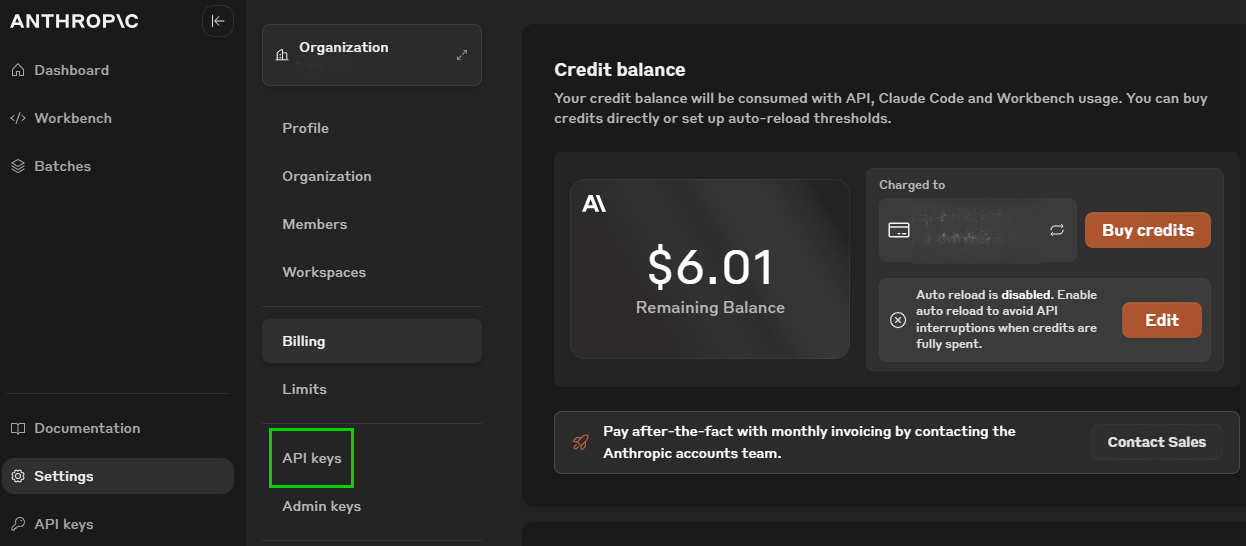 ANTHROP\C
Dashboard
Workbench
Batches
Documentation
Settings
API keys
Organization
Profile
Organization
Members
Workspaces
Billing
Limits
API keys
Admin keys
Credit balance
Your credit balance will be consumed with API, Claude Code and Workbench usage. You can buy
credits directly or set up auto-reload thresholds.
A\
$6.01
Remaining Balance
Charged to
Buy credits
Auto reload is disabled. Enable
auto reload to avoid API
interruptions when credits are
fully spent.
Edit
Pay after-the-fact with monthly invoicing by contacting the
Anthropic accounts team.
Contact Sales